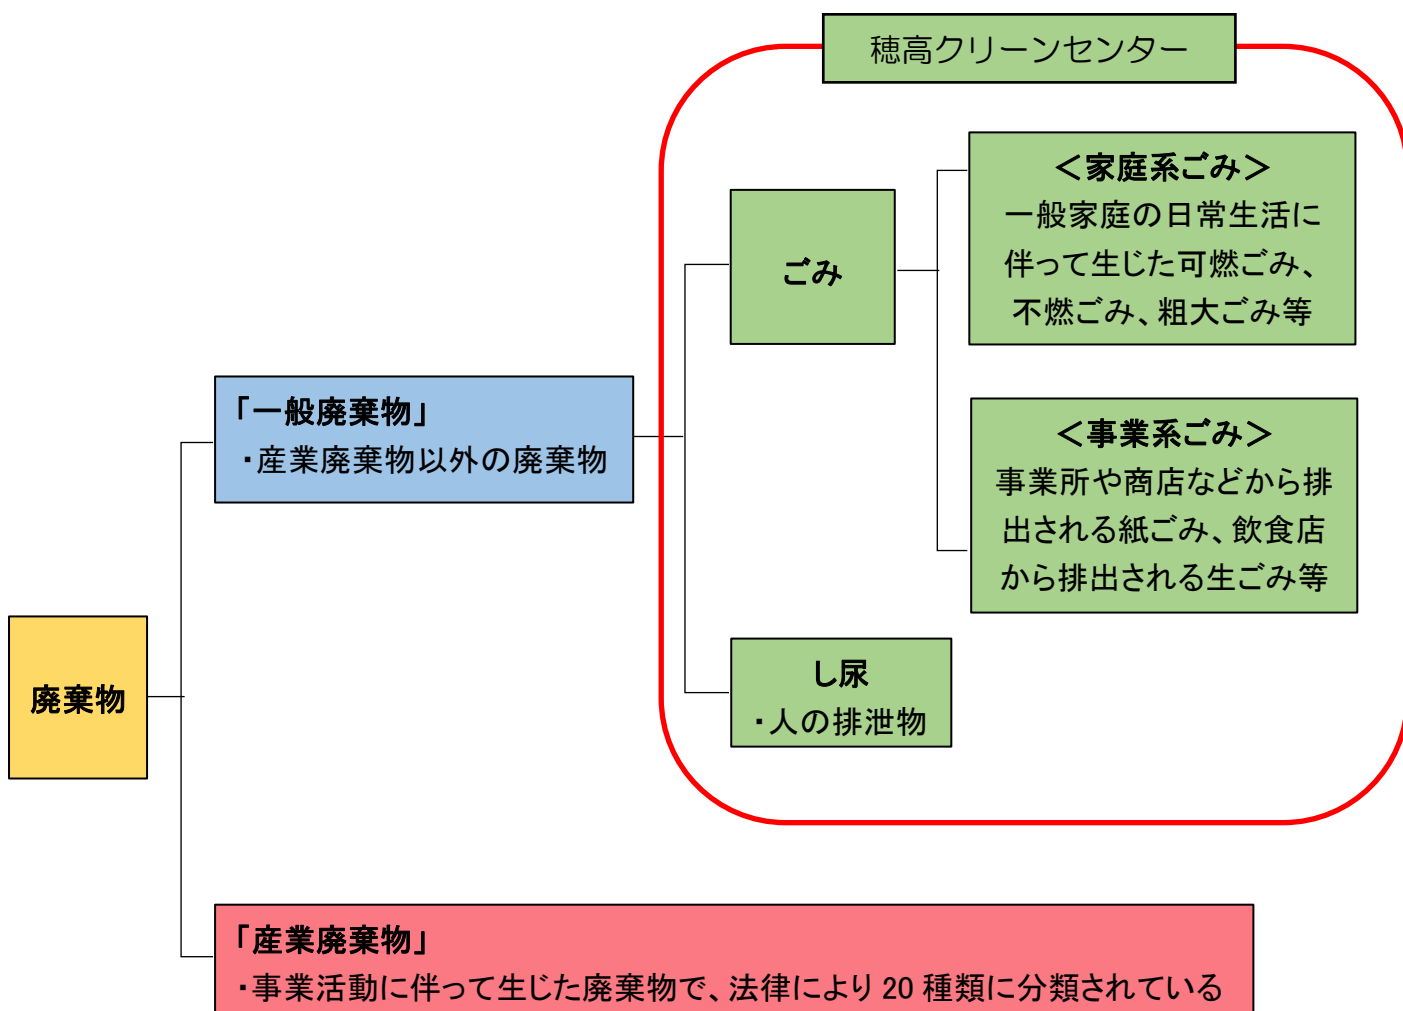 穂高クリーンセンター
＜家庭系ごみ＞
一般家庭の日常生活に
伴って生じた可燃ごみ、
不燃ごみ、粗大ごみ等
ごみ
「一般廃棄物」
・産業廃棄物以外の廃棄物
＜事業系ごみ＞
事業所や商店などから排
出される紙ごみ、飲食店
から排出される生ごみ等
し尿
・人の排泄物
廃棄物
「産業廃棄物」
・事業活動に伴って生じた廃棄物で、法律により 20 種類に分類されている